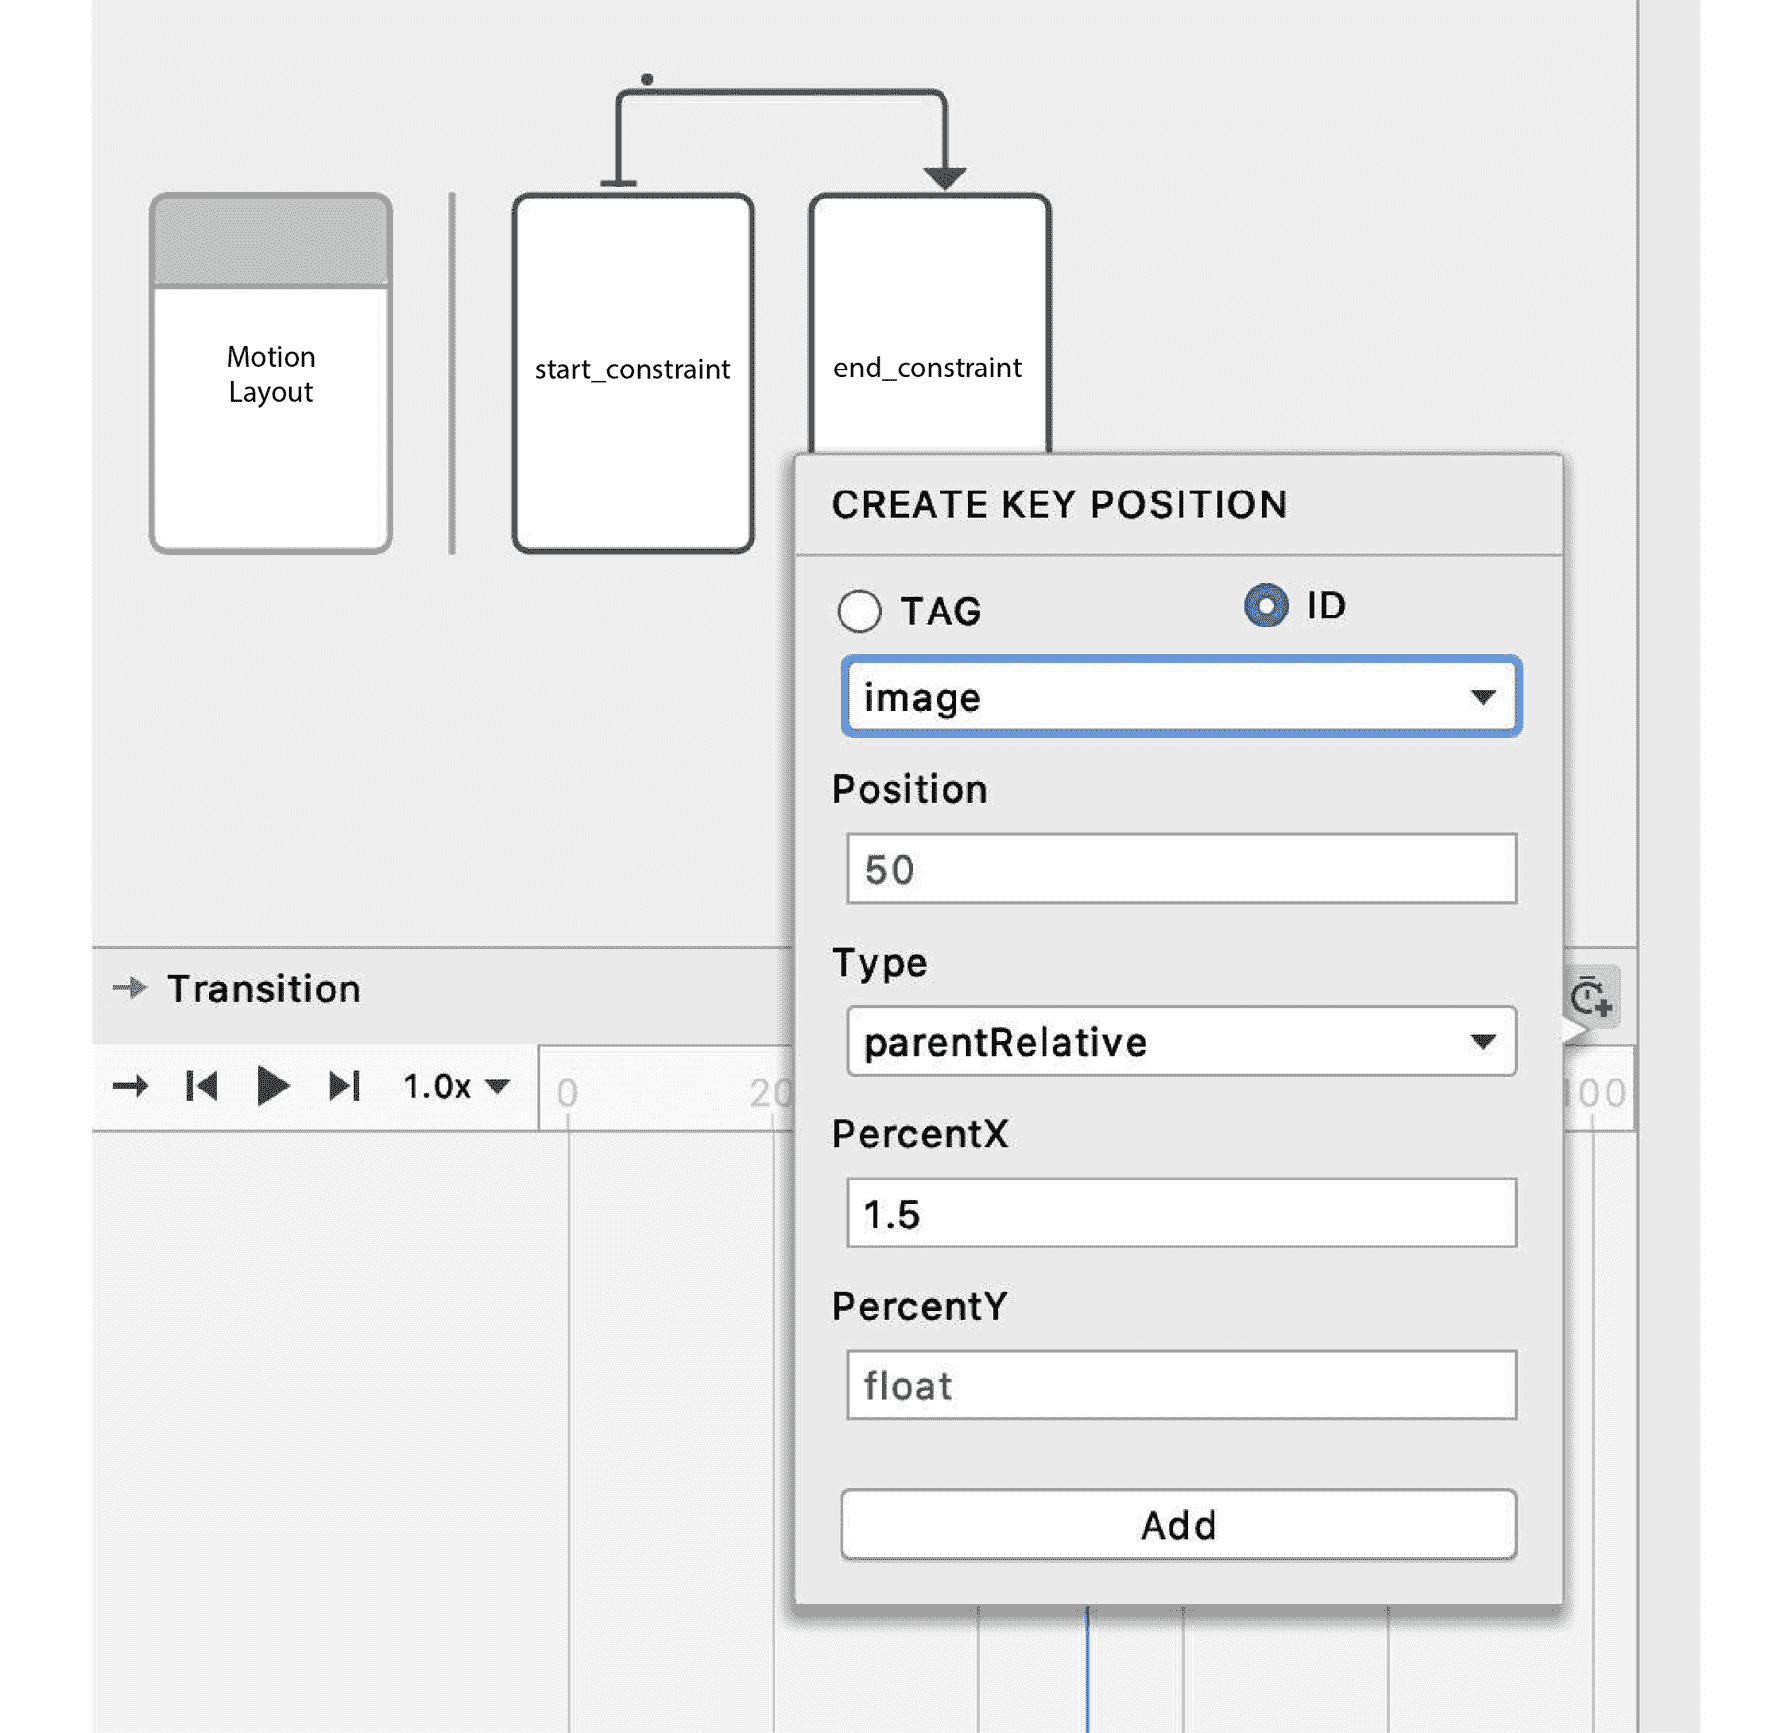 Motion
Layout
start_constraint
end_constraint
CREATE KEY POSITION
TAG
ID
image
Position
50
Type
parentRelative
PercentX
1.5
PercentY
float
Add
Transition
1.0x
0
20
100